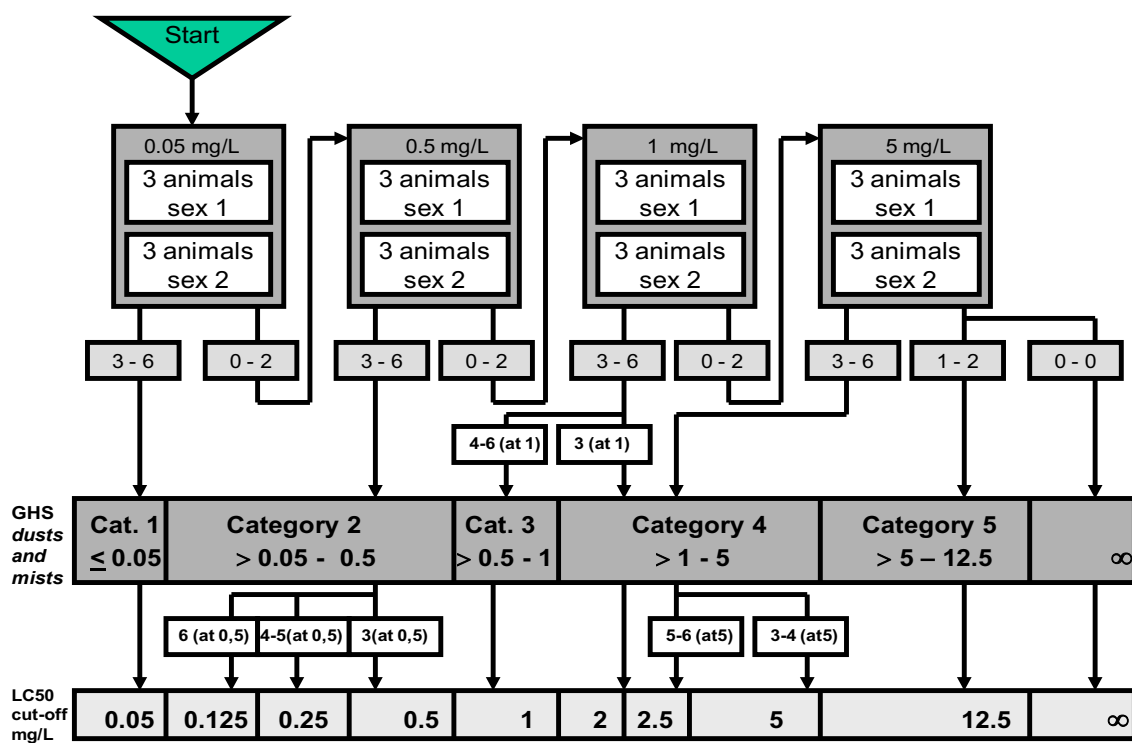 Start
0.05 mg/L
0.5 mg/L
1 mg/L
5 mg/L
3 animals
sex 1
3 animals
sex 1
3 animals
sex 1
3 animals
sex 1
3 animals
sex 2
3 animals
sex 2
3 animals
sex 2
3 animals
sex 2
3 - 6
0 - 2
3 - 6
0 - 2
3 - 6
0 - 2
3 - 6
1 - 2
0 - 0
4-6 (at 1)
3 (at 1)
GHS
dusts
and
mists
Cat. 1
≤ 0.05
Category 2
> 0.05 - 0.5
Cat. 3
> 0.5 - 1
Category 4
> 1 - 5
Category 5
> 5 – 12.5
∞
6 (at 0,5)
4-5(at 0,5)
3(at 0,5)
5-6 (at5)
3-4 (at5)
LC50
cut-off
mg/L
0.05
0.125
0.25
0.5
1
2
2.5
5
12.5
∞